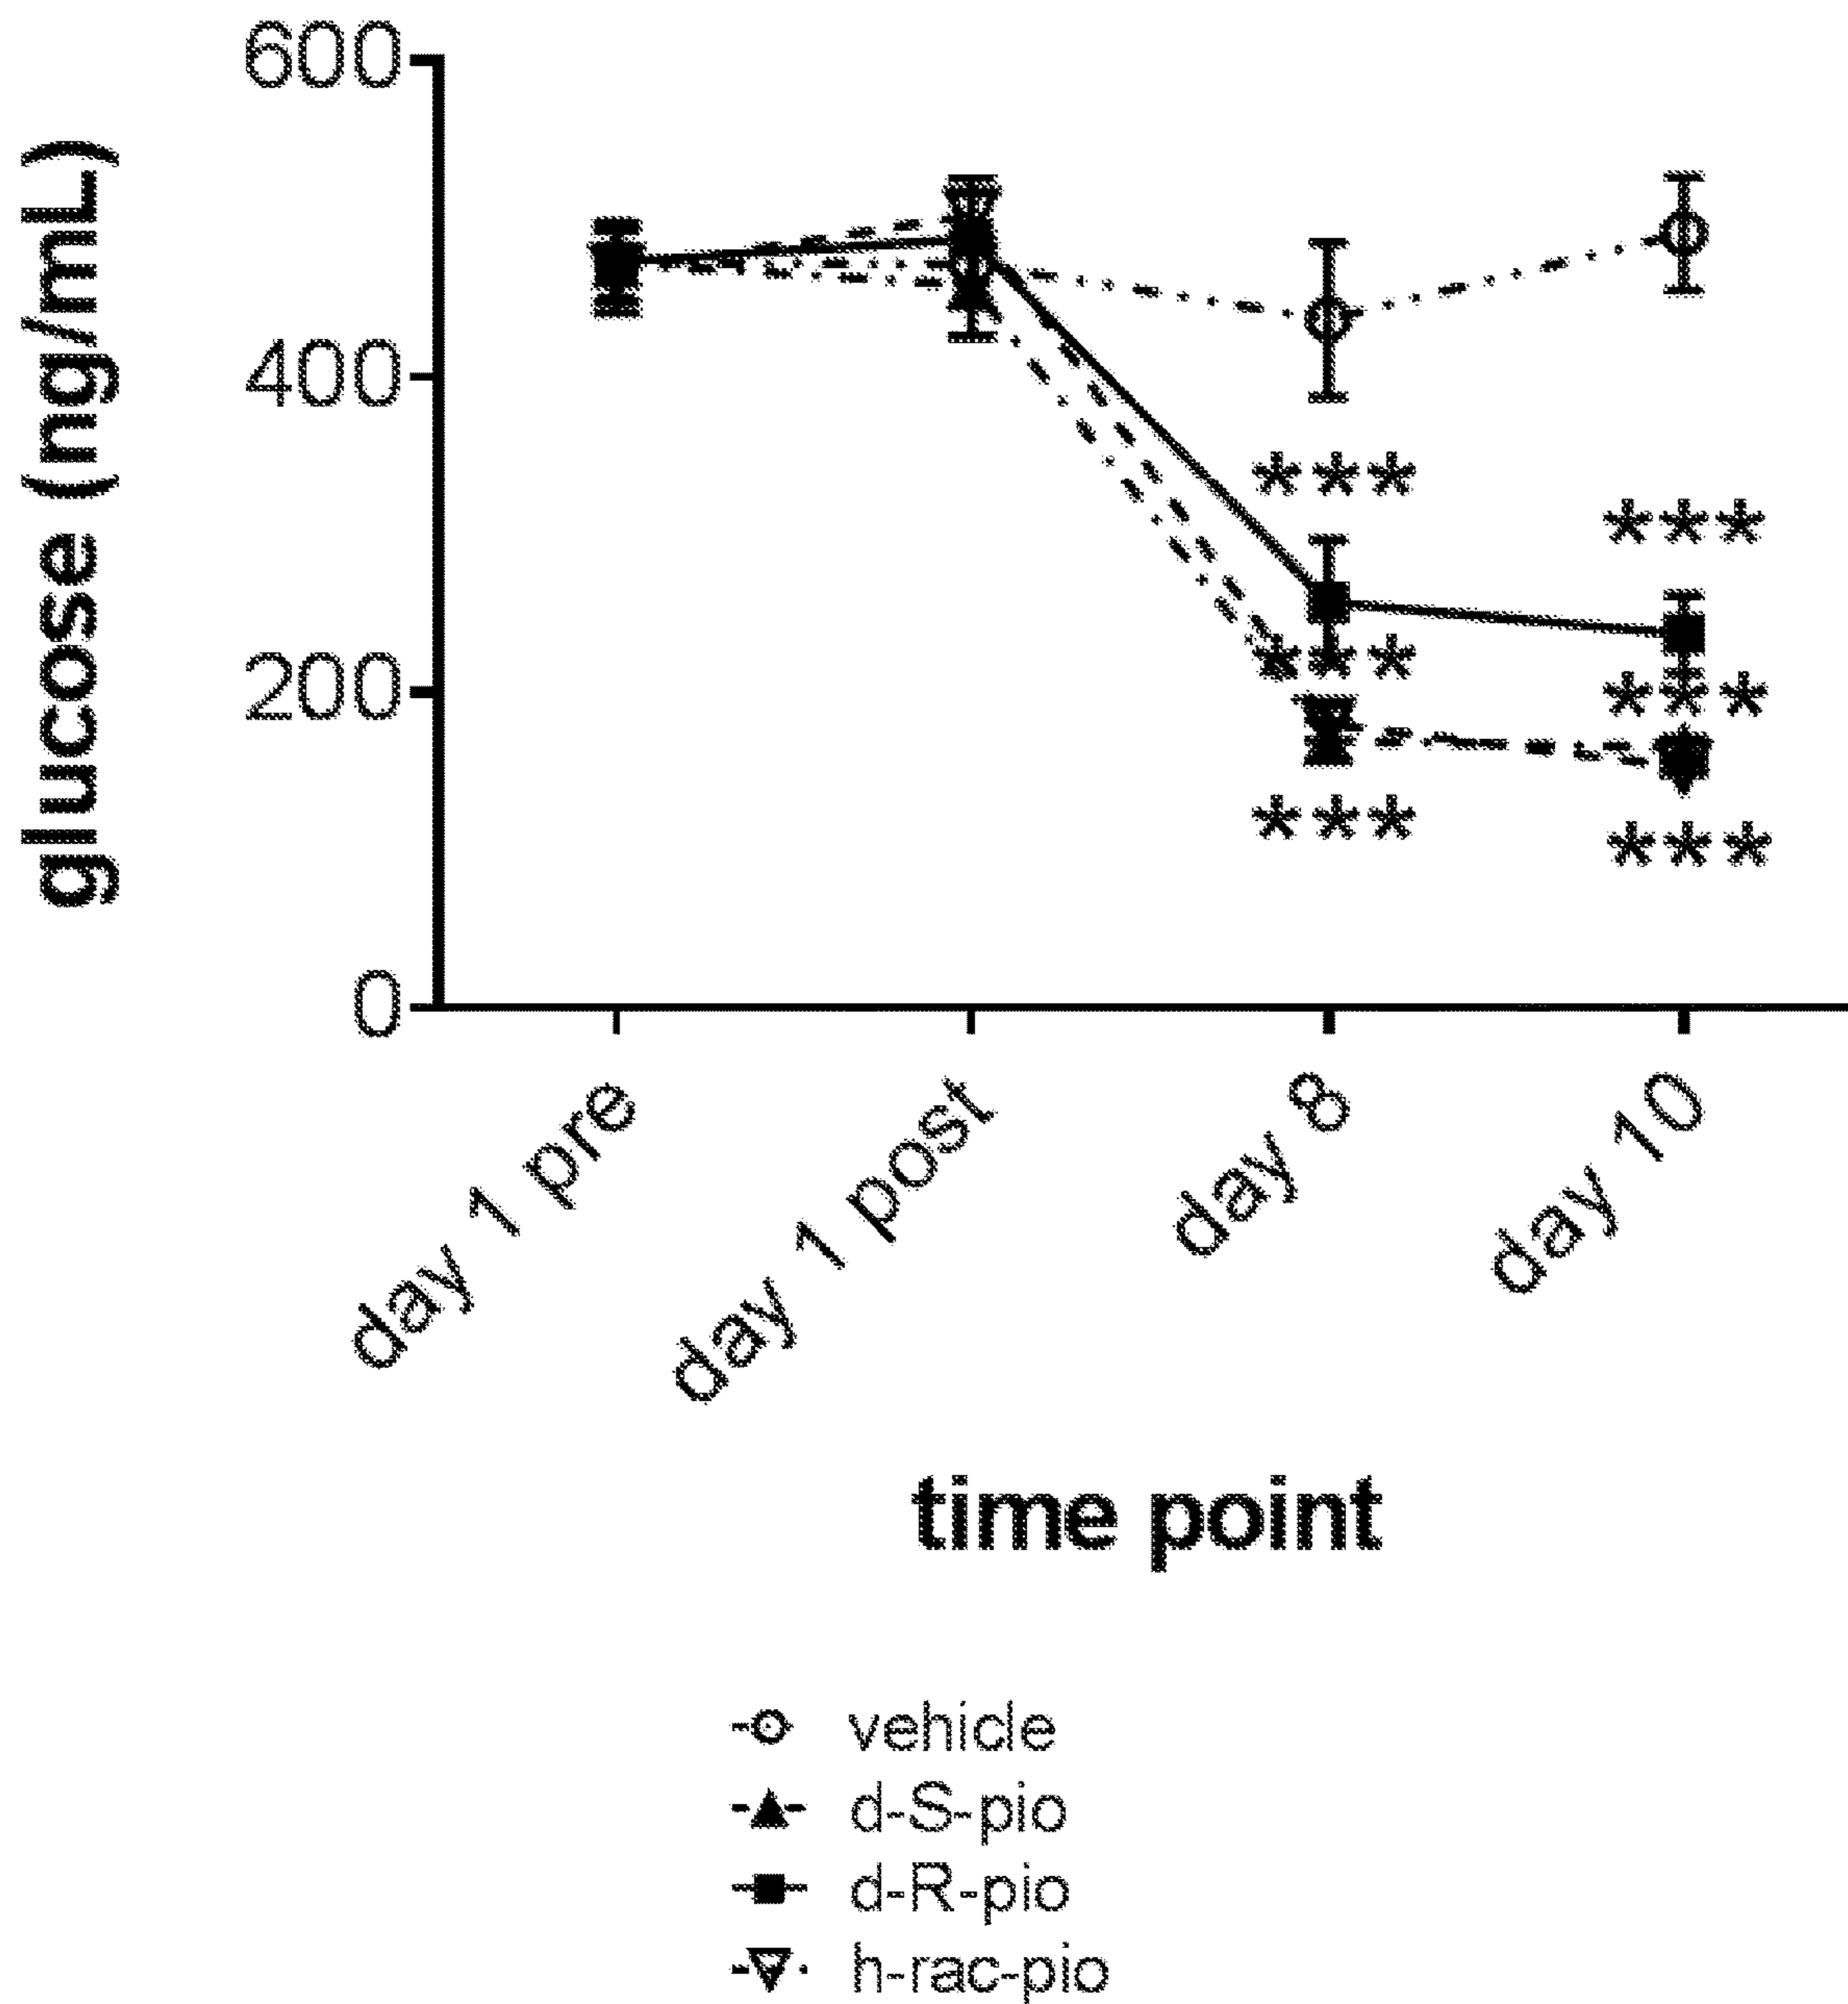 600
400
200
0
glucose (ng/mL)
***
***
***
***
***
***
day 1 pre
day 1 post
day 8
day 10
time point
vehicle
d-S-pio
d-R-pio
h-rac-pio